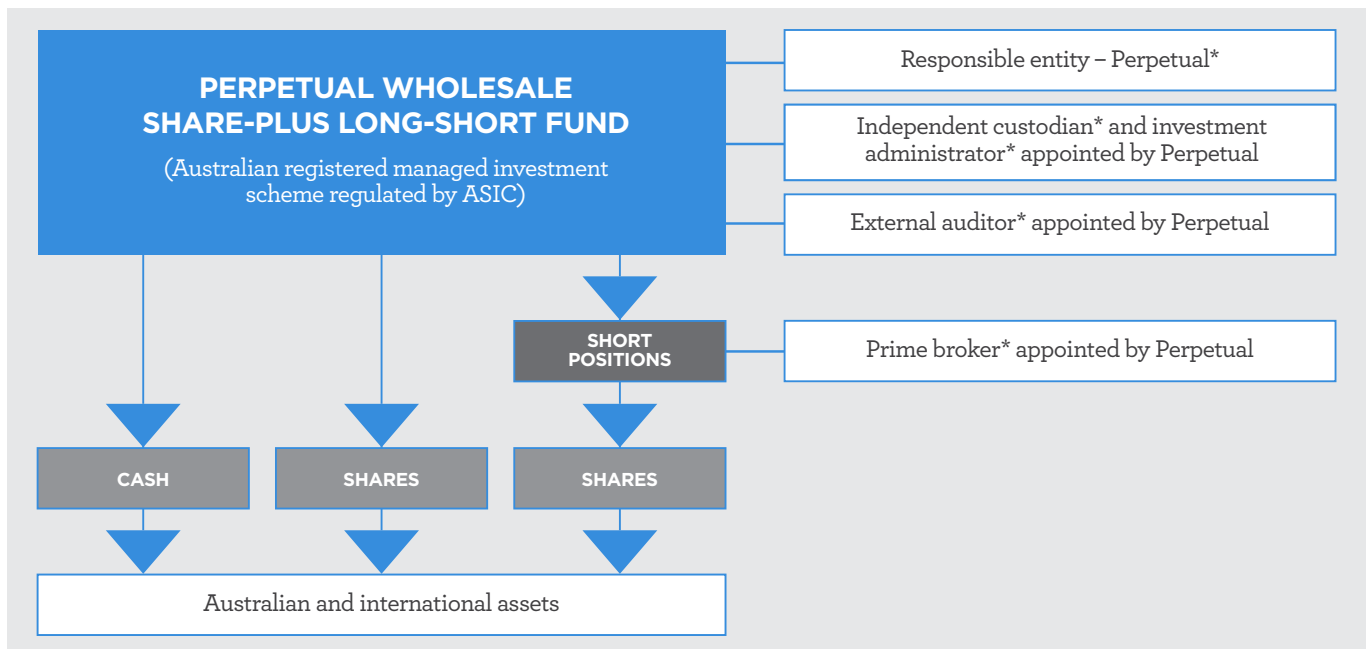 PERPETUAL WHOLESALE
SHARE-PLUS LONG-SHORT FUND
(Australian registered managed investment
scheme regulated by ASIC)
Responsible entity – Perpetual*
Independent custodian* and investment
administrator* appointed by Perpetual
External auditor* appointed by Perpetual
SHORT
POSITIONS
Prime broker* appointed by Perpetual
CASH
SHARES
SHARES
Australian and international assets